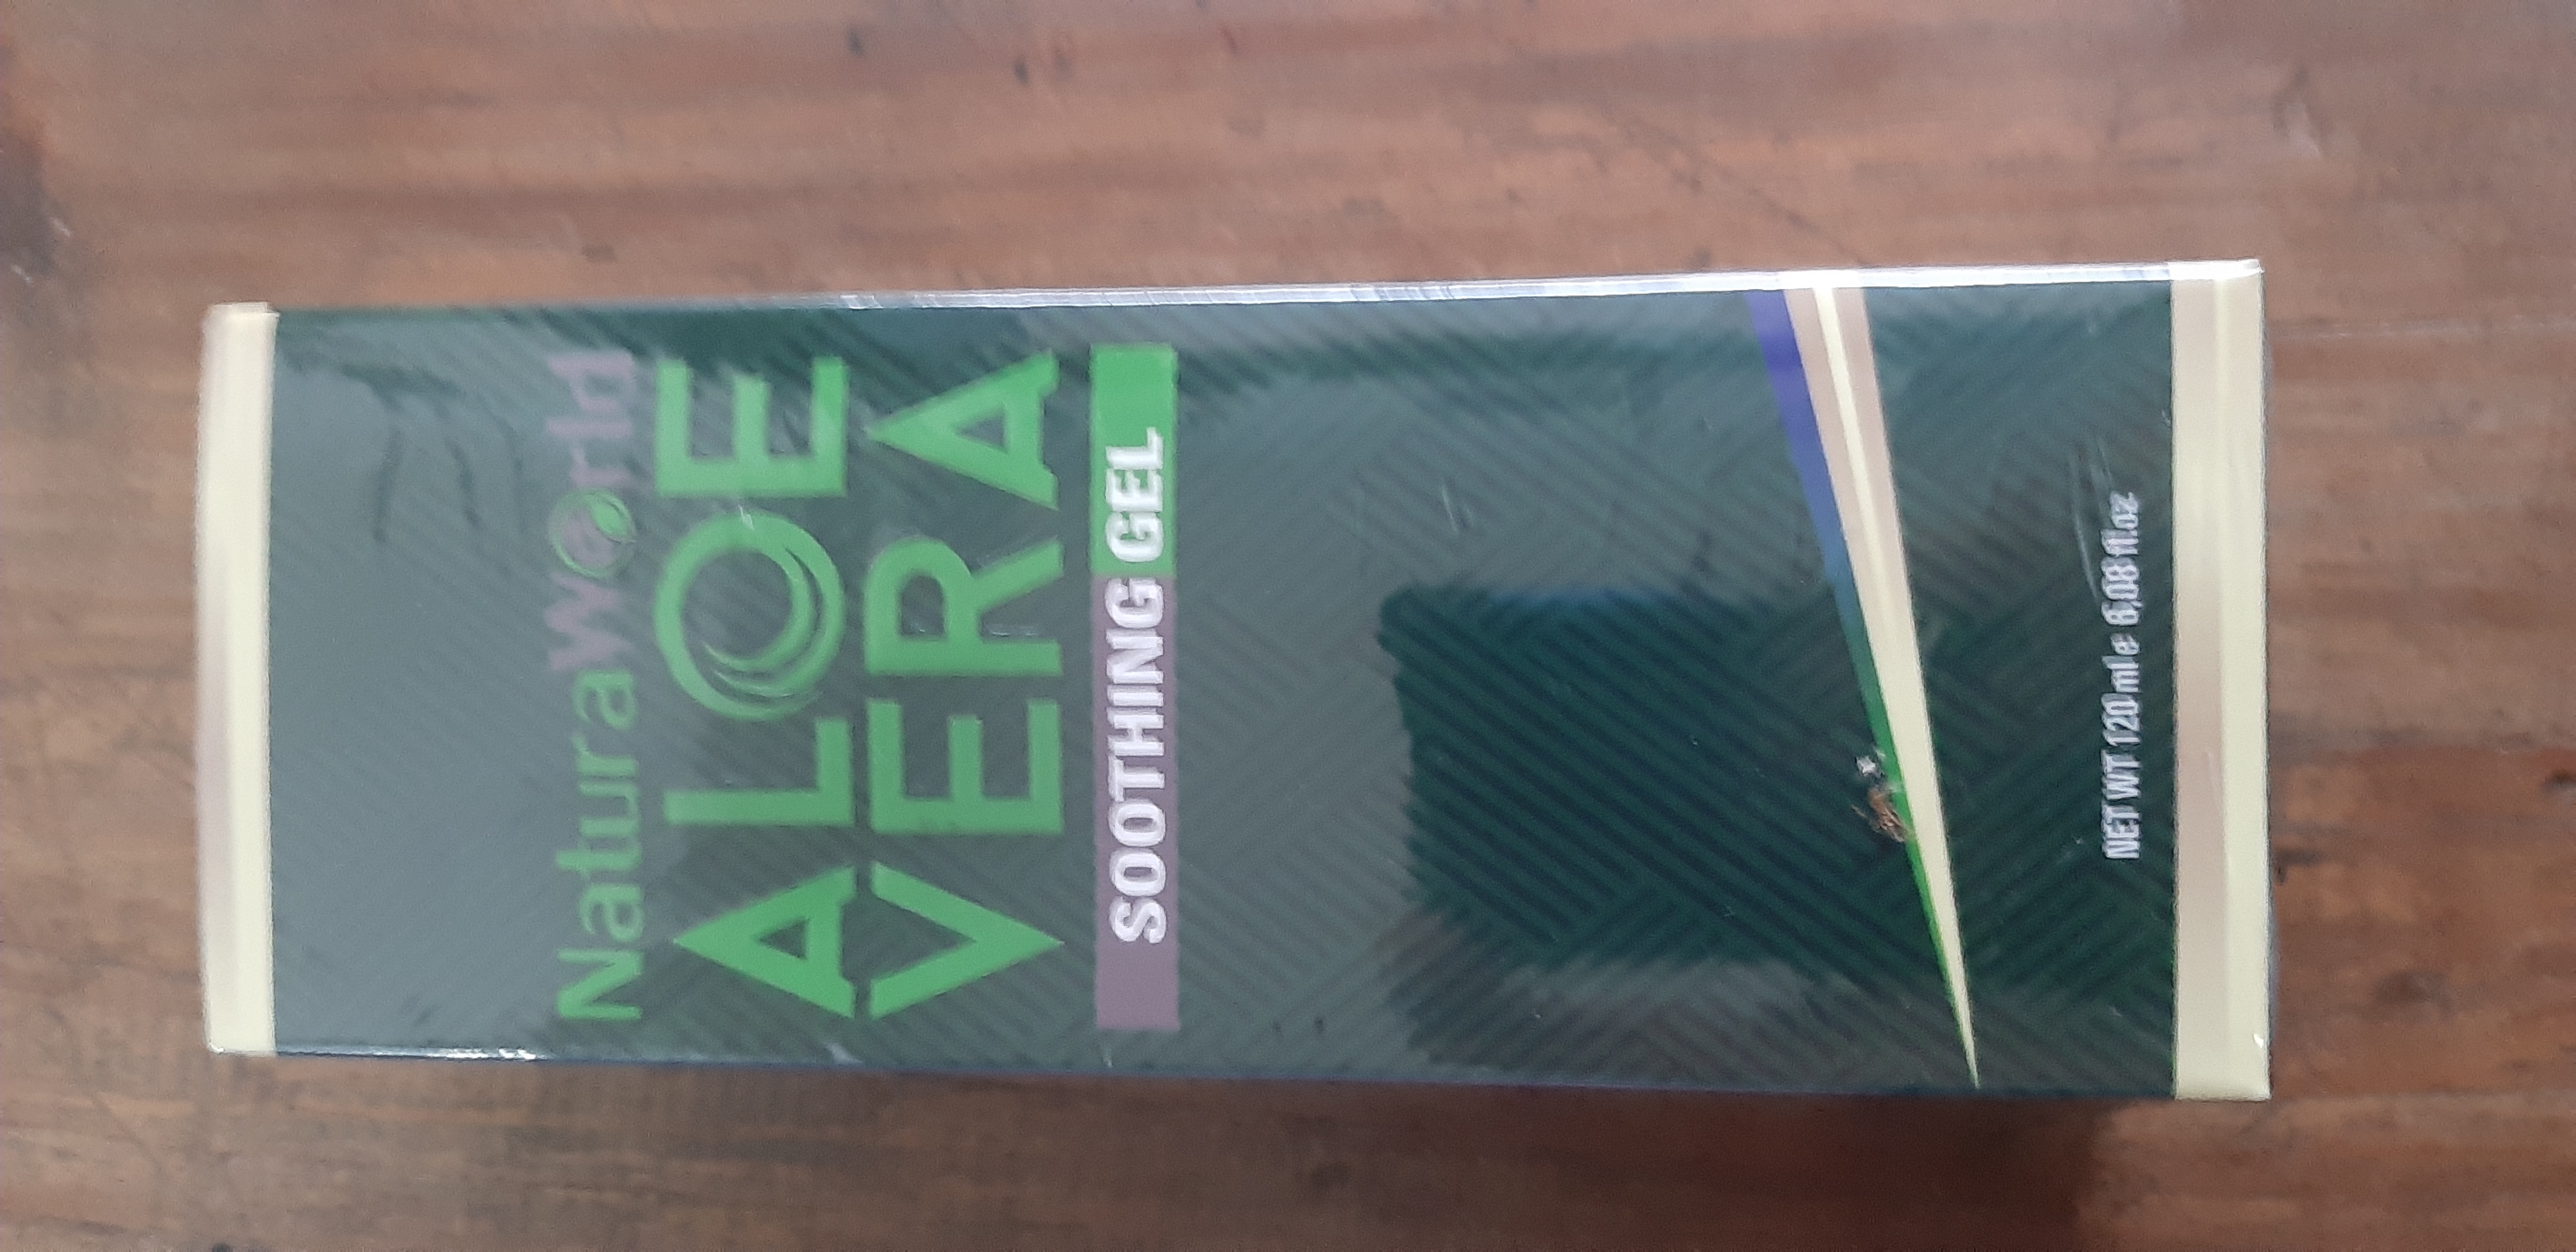 Naturaworld
ALOE
VERA
SOOTHING GEL
NET WT 120 ml e 6,08 fl.oz